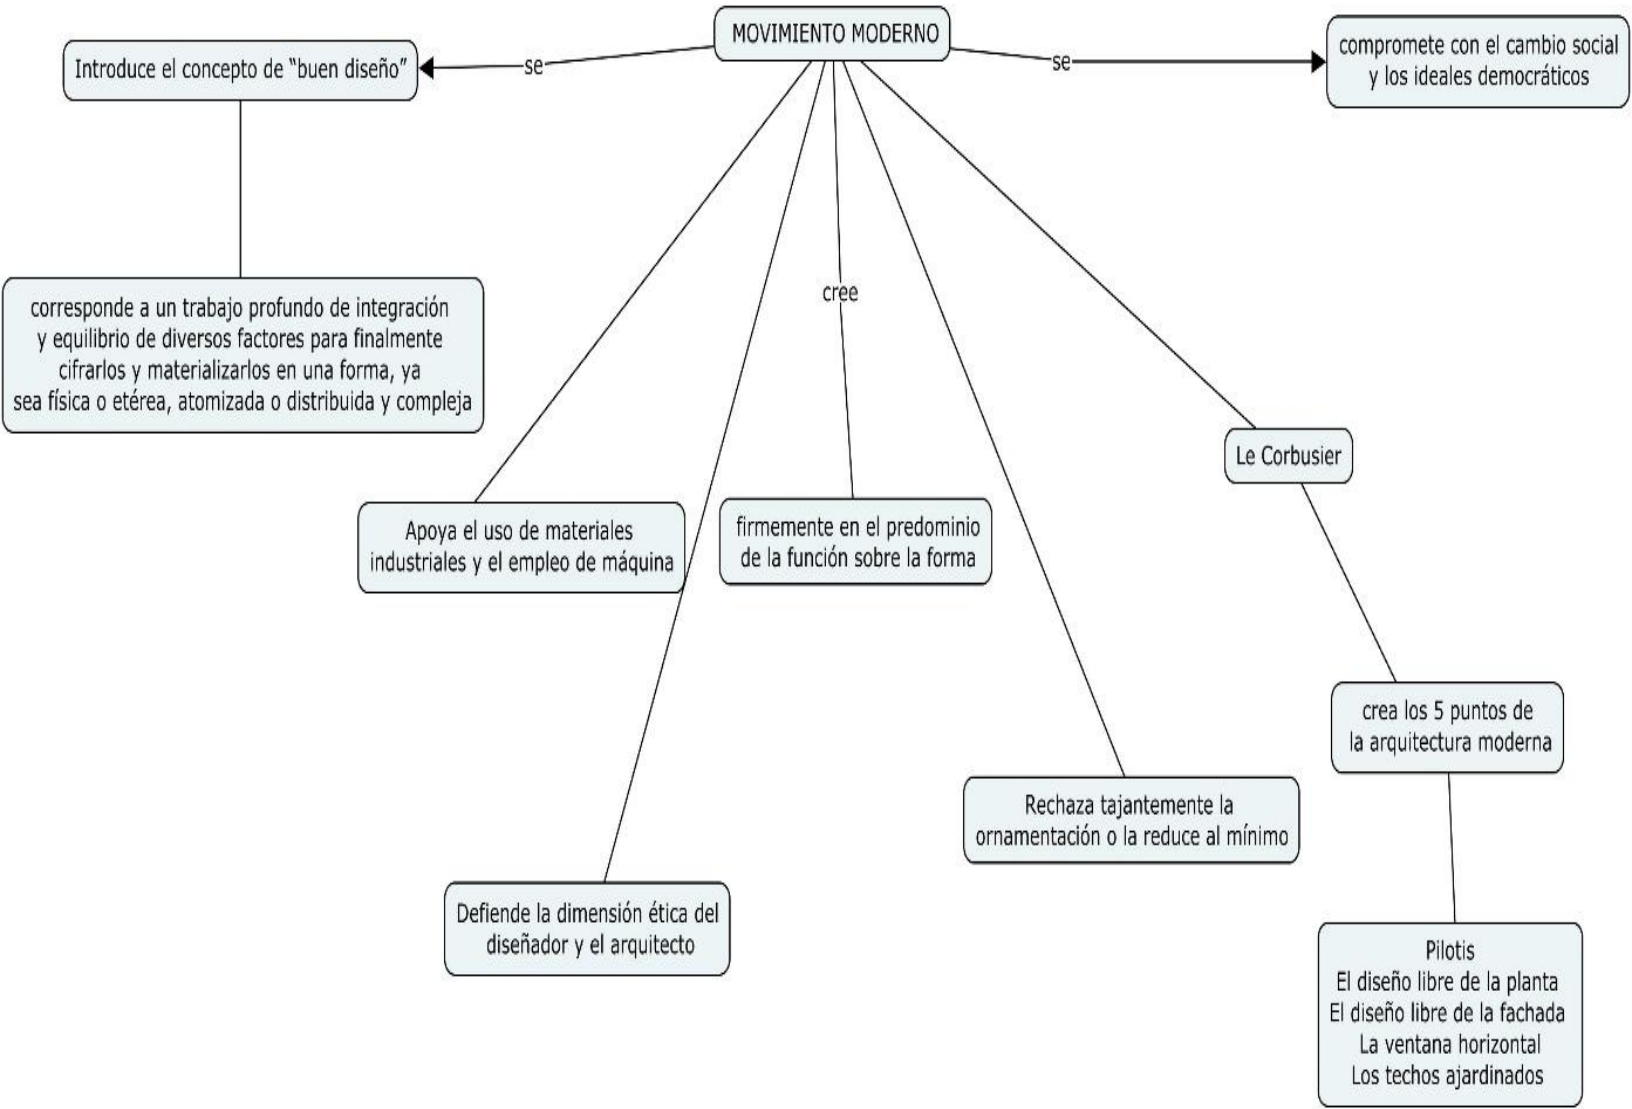 MOVIMIENTO MODERNO
se
Introduce el concepto de “buen diseño”
corresponde a un trabajo profundo de integración
y equilibrio de diversos factores para finalmente
cifrarlos y materializarlos en una forma, ya
sea física o etérea, atomizada o distribuida y compleja
se
compromete con el cambio social
y los ideales democráticos
Apoya el uso de materiales
industriales y el empleo de máquina
Defiende la dimensión ética del
diseñador y el arquitecto
cree
firmemente en el predominio
de la función sobre la forma
Rechaza tajantemente la
ornamentación o la reduce al mínimo
Le Corbusier
crea los 5 puntos de
la arquitectura moderna
Pilotis
El diseño libre de la planta
El diseño libre de la fachada
La ventana horizontal
Los techos ajardinados